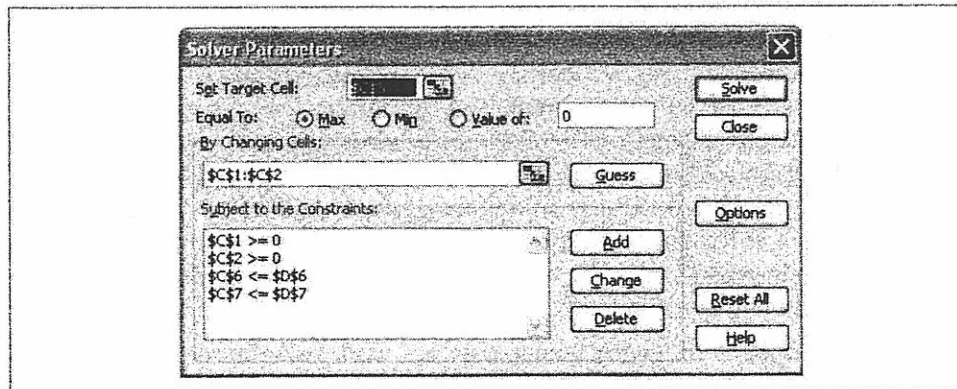 Solver Parameters
Set Target Cell:
Solve
Equal To: Max Min Value of: 0
Close
By Changing Cells:
$C$1:$C$2
Guess
Subject to the Constraints:
Options
$C$1 >= 0
Add
$C$2 >= 0
$C$6 <= $D$6
Change
$C$7 <= $D$7
Reset All
Delete
Help